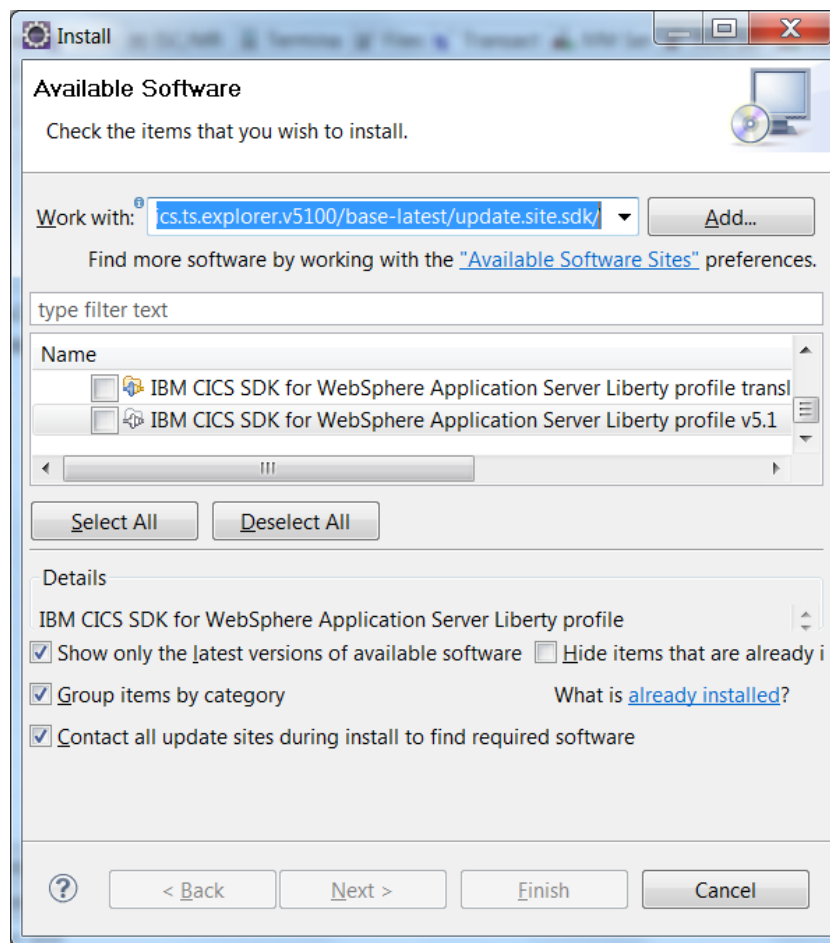 Install
Available Software
Check the items that you wish to install.
Work with: ics.ts.explorer.v5100/base-latest/update.site.sdk/ Add...
Find more software by working with the "Available Software Sites" preferences.
type filter text
Name
IBM CICS SDK for WebSphere Application Server Liberty profile transl
IBM CICS SDK for WebSphere Application Server Liberty profile v5.1
Select All Deselect All
Details
IBM CICS SDK for WebSphere Application Server Liberty profile
Show only the latest versions of available software Hide items that are already i
Group items by category What is already installed?
Contact all update sites during install to find required software
? < Back Next > Finish Cancel